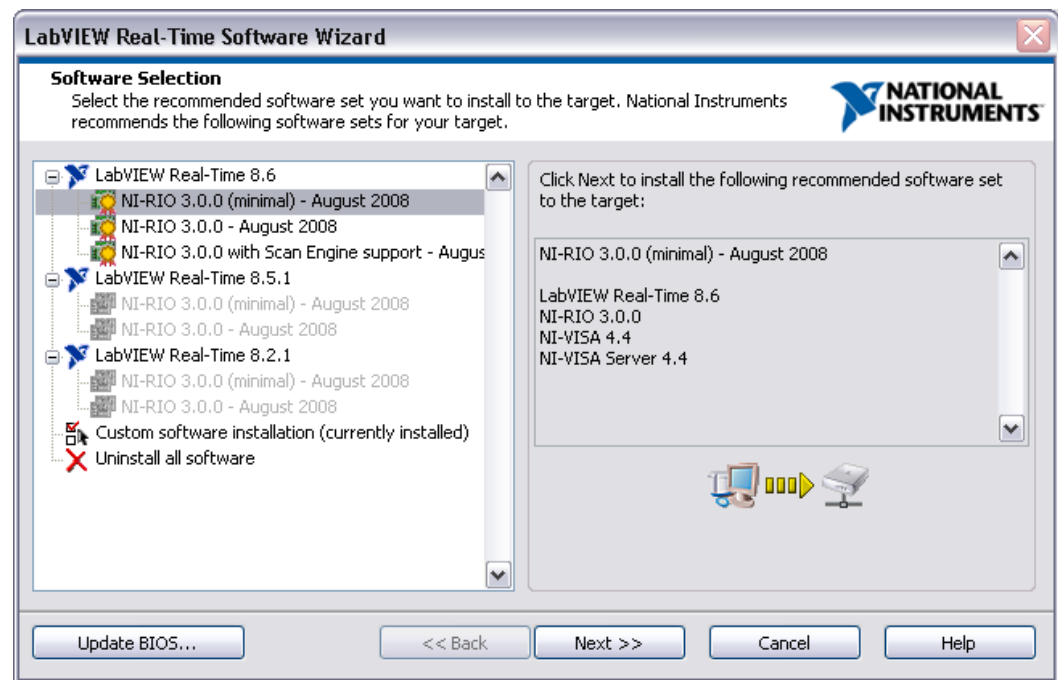 LabVIEW Real-Time Software Wizard
Software Selection
Select the recommended software set you want to install to the target. National Instruments
recommends the following software sets for your target.
NATIONAL
INSTRUMENTS™
LabVIEW Real-Time 8.6
NI-RIO 3.0.0 (minimal) - August 2008
NI-RIO 3.0.0 - August 2008
NI-RIO 3.0.0 with Scan Engine support - Augus
LabVIEW Real-Time 8.5.1
NI-RIO 3.0.0 (minimal) - August 2008
NI-RIO 3.0.0 - August 2008
LabVIEW Real-Time 8.2.1
NI-RIO 3.0.0 (minimal) - August 2008
NI-RIO 3.0.0 - August 2008
Custom software installation (currently installed)
Uninstall all software
Click Next to install the following recommended software set
to the target:
NI-RIO 3.0.0 (minimal) - August 2008
LabVIEW Real-Time 8.6
NI-RIO 3.0.0
NI-VISA 4.4
NI-VISA Server 4.4
Update BIOS...
<< Back
Next >>
Cancel
Help